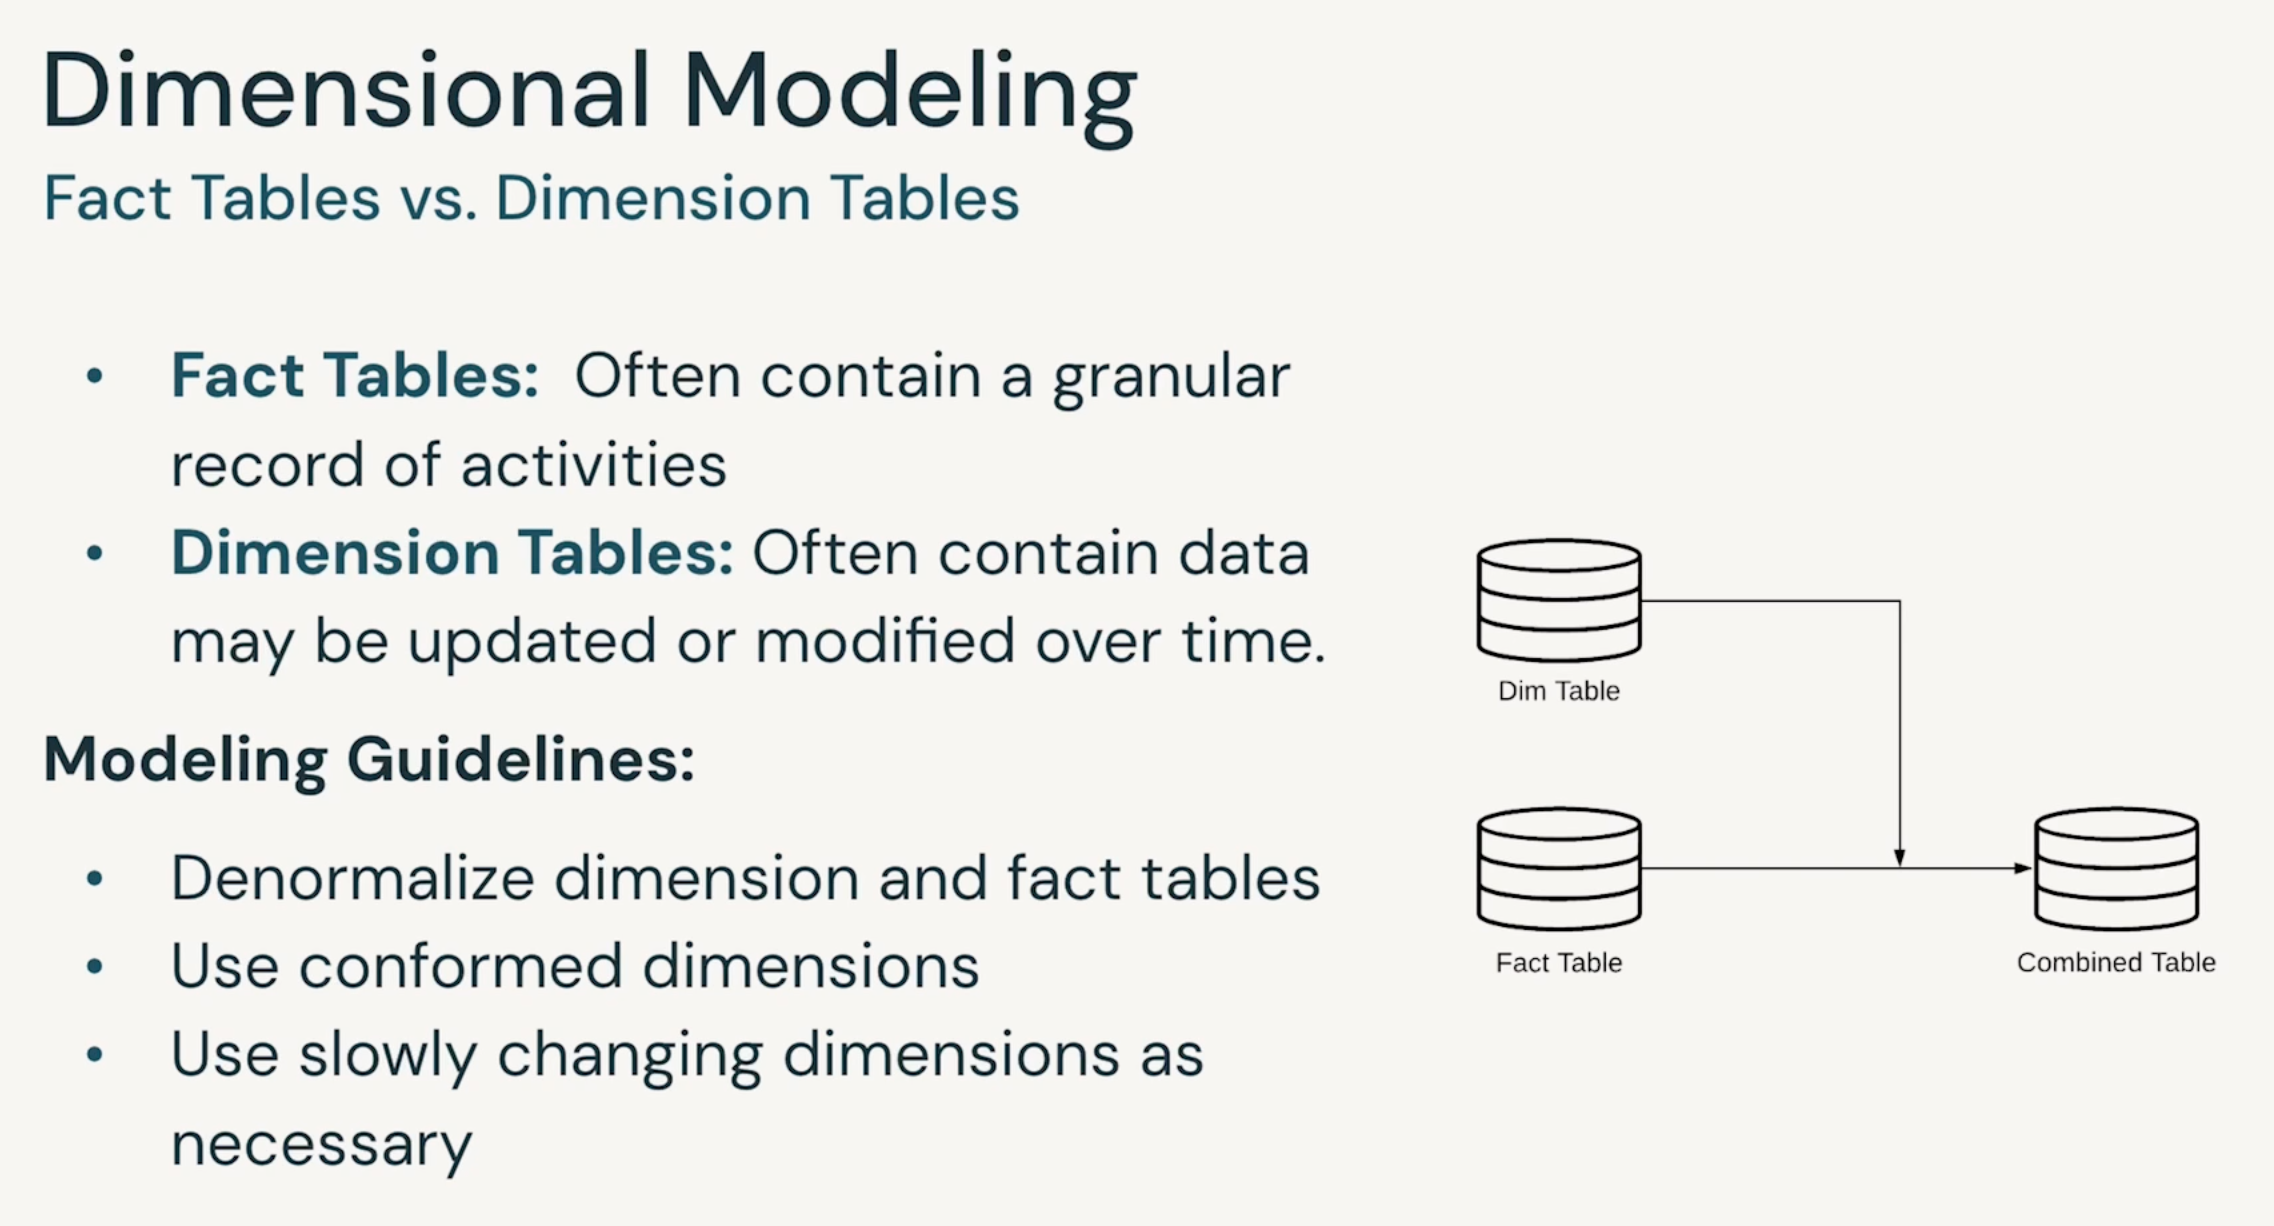 Dimensional Modeling
Fact Tables vs. Dimension Tables
• Fact Tables: Often contain a granular
record of activities
• Dimension Tables: Often contain data
may be updated or modified over time.
Modeling Guidelines:
• Denormalize dimension and fact tables
• Use conformed dimensions
• Use slowly changing dimensions as
necessary
Dim Table
Fact Table
Combined Table